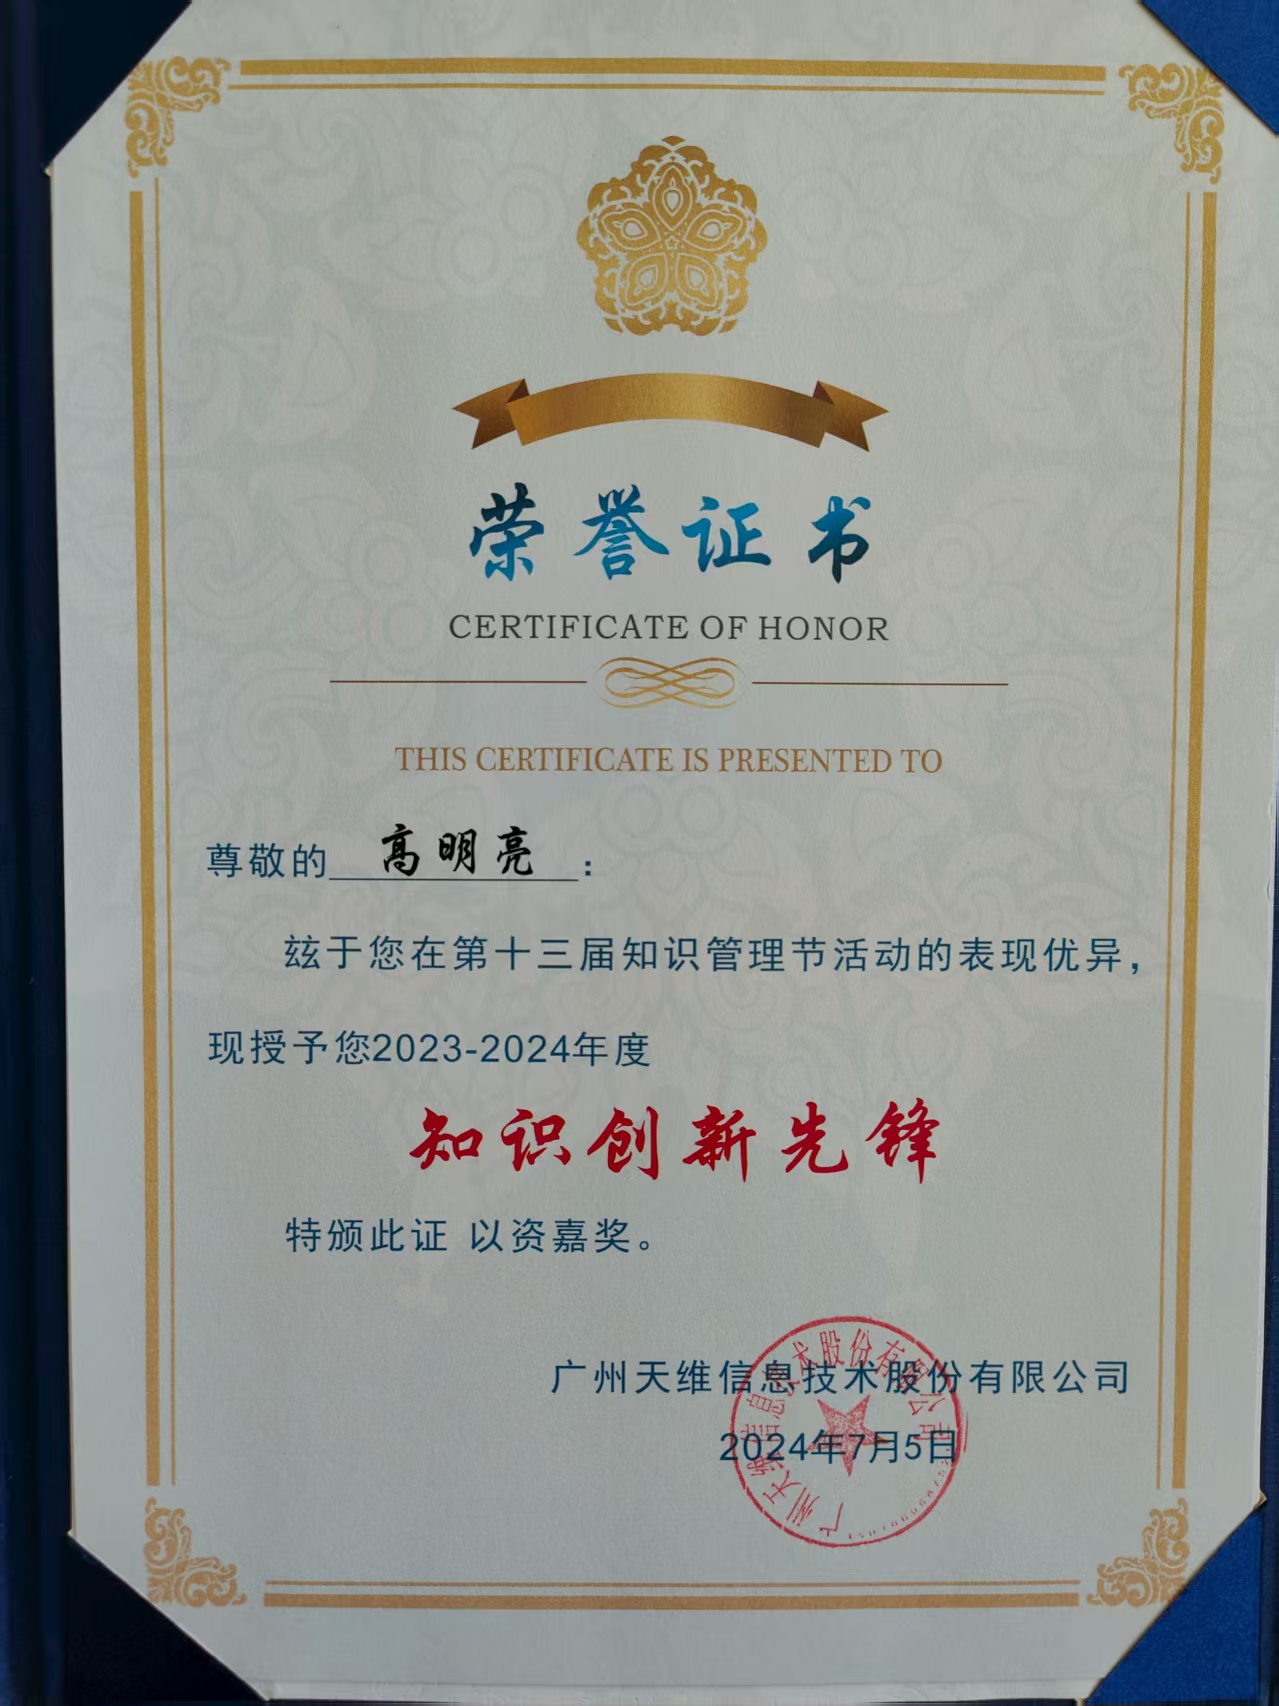 荣誉证书
CERTIFICATE OF HONOR
THIS CERTIFICATE IS PRESENTED TO
尊敬的 高明亮 :
兹于您在第十三届知识管理节活动的表现优异，
现授予您2023-2024年度
知识创新先锋
特颁此证 以资嘉奖。
广州天维信息技术股份有限公司
2024年7月5日
广州天维信息技术股份有限公司